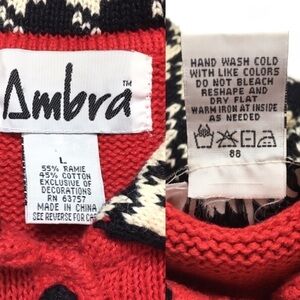 Ambra™
L
55% RAMIE
45% COTTON
EXCLUSIVE OF
DECORATIONS
RN 63757
MADE IN CHINA
SEE REVERSE FOR CARE
HAND WASH COLD
WITH LIKE COLORS
DO NOT BLEACH
RESHAPE AND
DRY FLAT
WARM IRON AT INSIDE
AS NEEDED
88